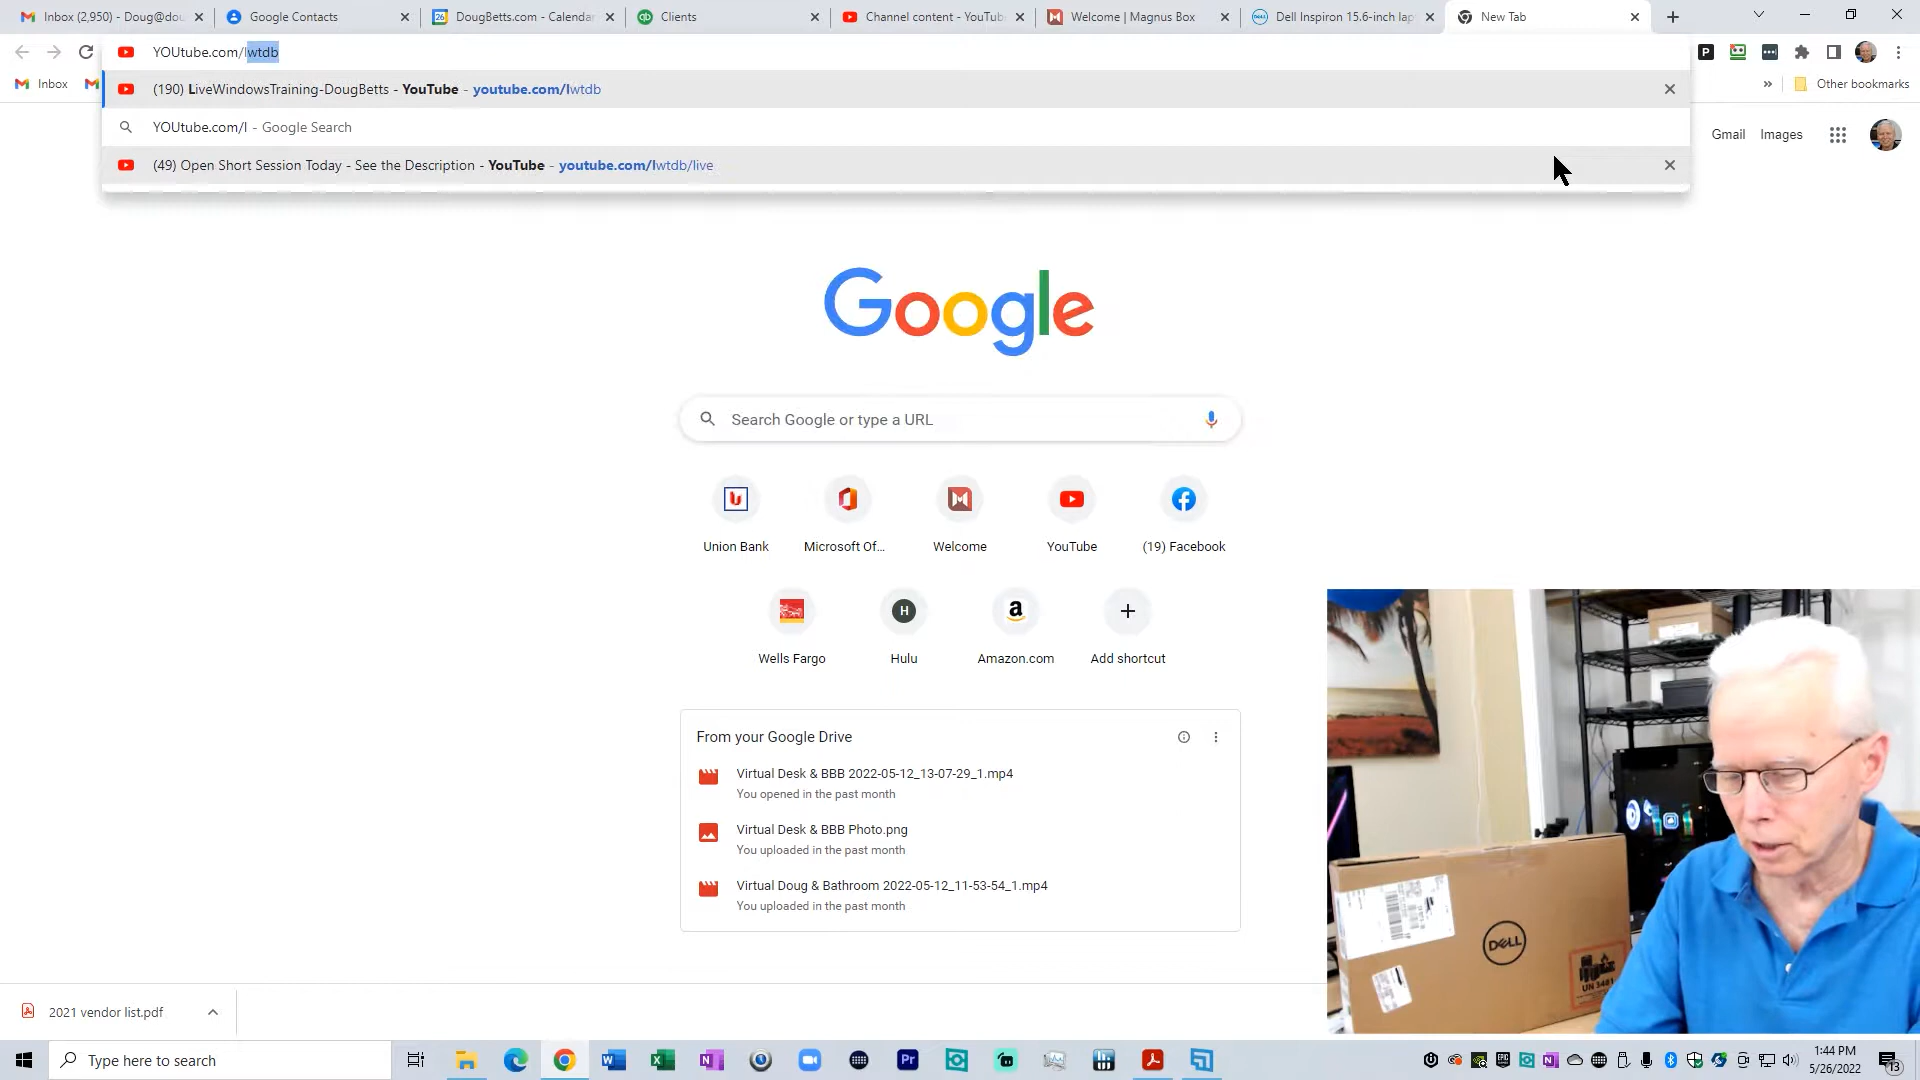 Inbox (2,950) - Doug@dou
Google Contacts
DougBetts.com - Calenda
Clients
Channel content - YouTub
Welcome | Magnus Box
Dell Inspiron 15.6-inch lap
New Tab
YOUtube.com/lwtdb
Inbox
Other bookmarks
(190) LiveWindowsTraining-DougBetts - YouTube - youtube.com/lwtdb
YOUtube.com/l - Google Search
(49) Open Short Session Today - See the Description - YouTube - youtube.com/lwtdb/live
Gmail Images
Google
Search Google or type a URL
Union Bank
Microsoft Of...
Welcome
YouTube
(19) Facebook
H
Wells Fargo
Hulu
Amazon.com
Add shortcut
From your Google Drive
Virtual Desk & BBB 2022-05-12_13-07-29_1.mp4
You opened in the past month
Virtual Desk & BBB Photo.png
You uploaded in the past month
Virtual Doug & Bathroom 2022-05-12_11-53-54_1.mp4
You uploaded in the past month
DELL
UN 3481
2021 vendor list.pdf
Type here to search
1:44 PM
5/26/2022
13